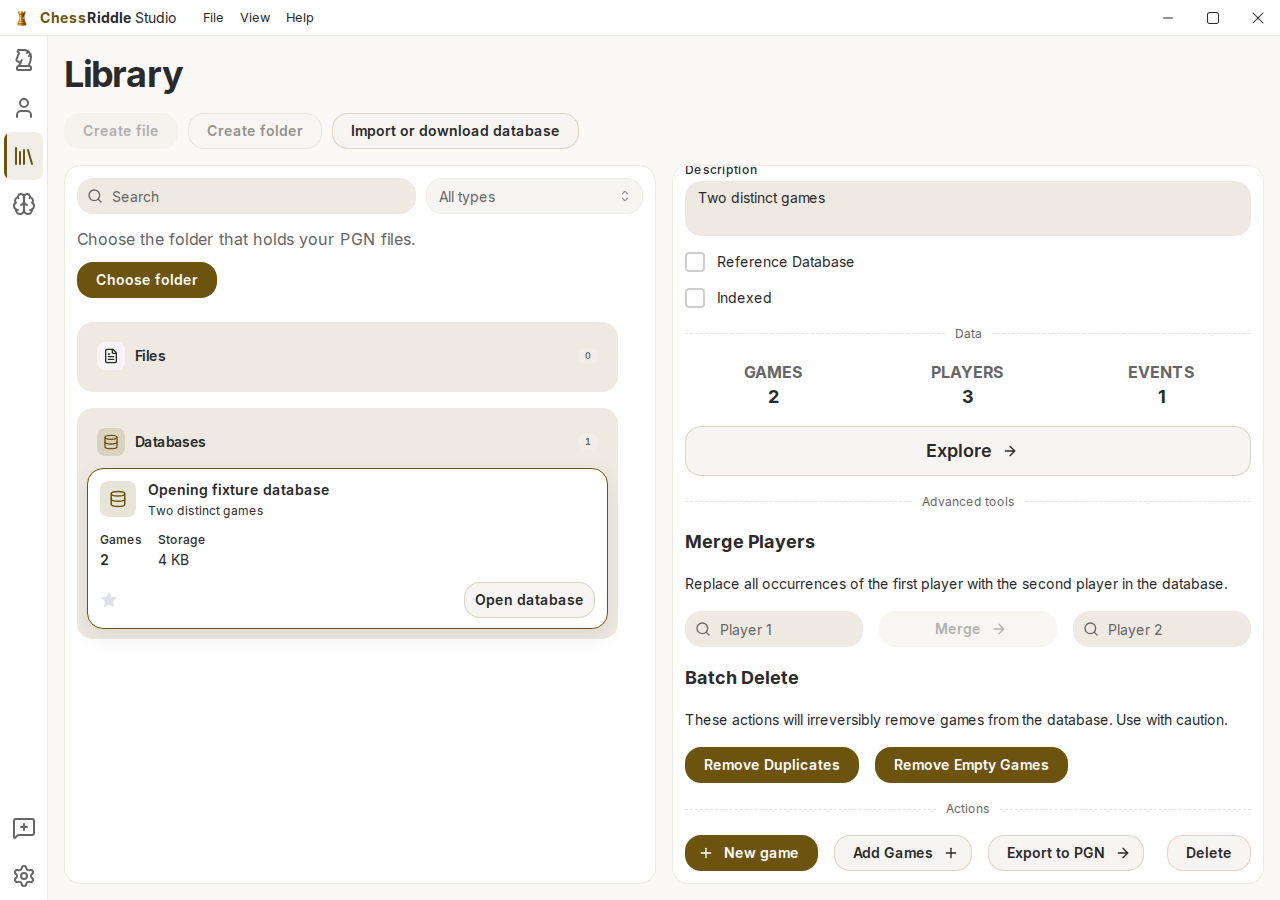 ChessRiddle Studio File View Help
Library
Create file Create folder Import or download database
Search All types
Choose the folder that holds your PGN files.
Choose folder
Files 0
Databases 1
Opening fixture database
Two distinct games
Games Storage
2 4 KB
Open database
Description
Two distinct games
Reference Database
Indexed
Data
GAMES PLAYERS EVENTS
2 3 1
Explore
Advanced tools
Merge Players
Replace all occurrences of the first player with the second player in the database.
Player 1 Merge Player 2
Batch Delete
These actions will irreversibly remove games from the database. Use with caution.
Remove Duplicates Remove Empty Games
Actions
New game Add Games Export to PGN Delete